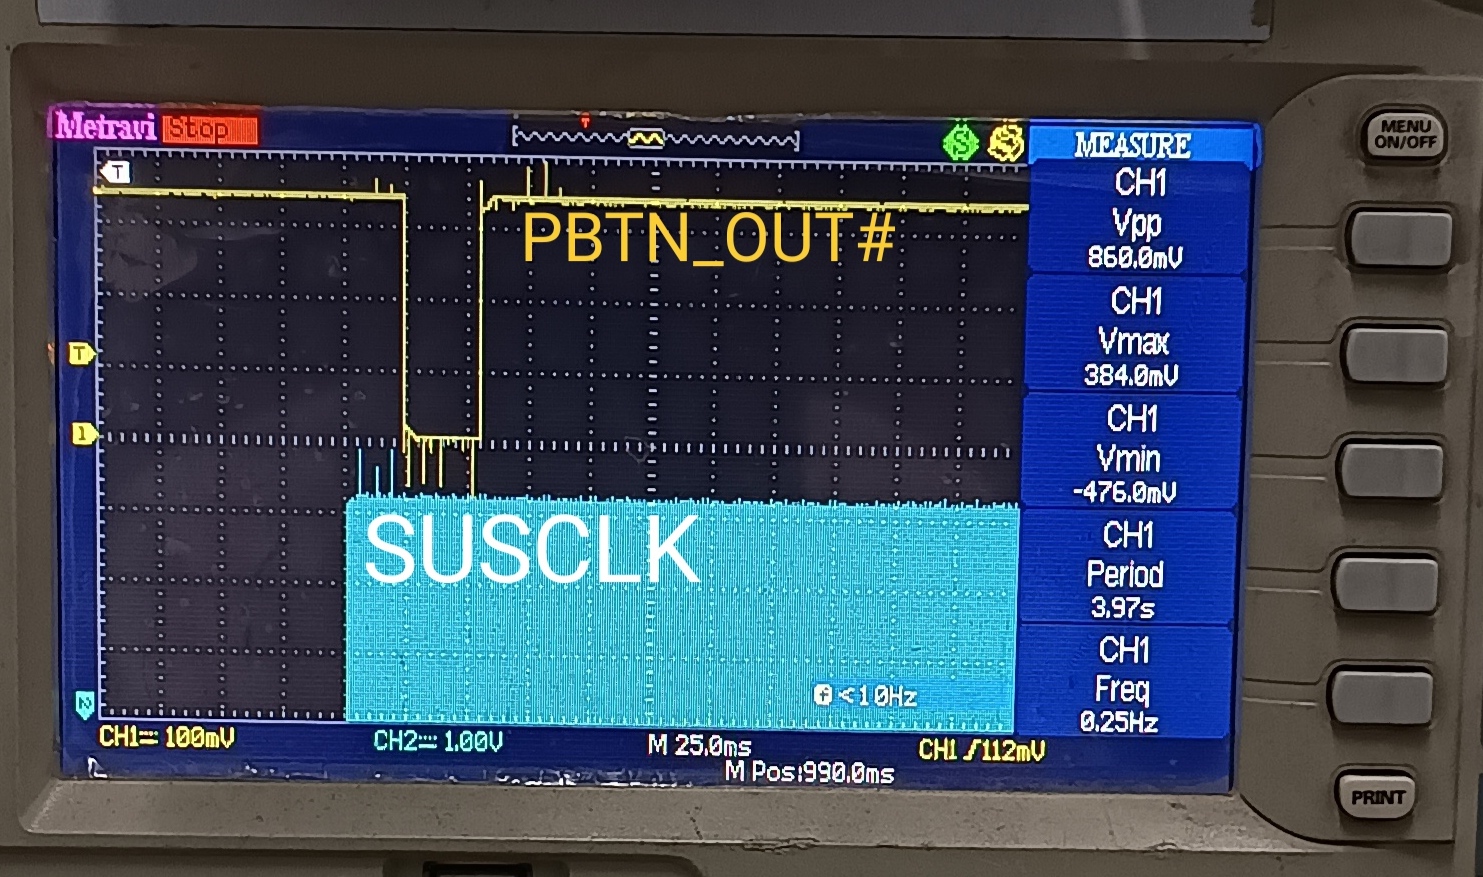 Metravi Stop
T
S S
MEASURE
MENU
ON/OFF
T
CH1
Vpp
860.0mV
PBTN_OUT#
CH1
Vmax
384.0mV
T
1
CH1
Vmin
-476.0mV
SUSCLK
CH1
Period
3.97s
CH1
Freq
0.25Hz
2
f <10Hz
CH1 100mV CH2 1.00V M 25.0ms CH1 112mV
M Pos:990.0ms
PRINT